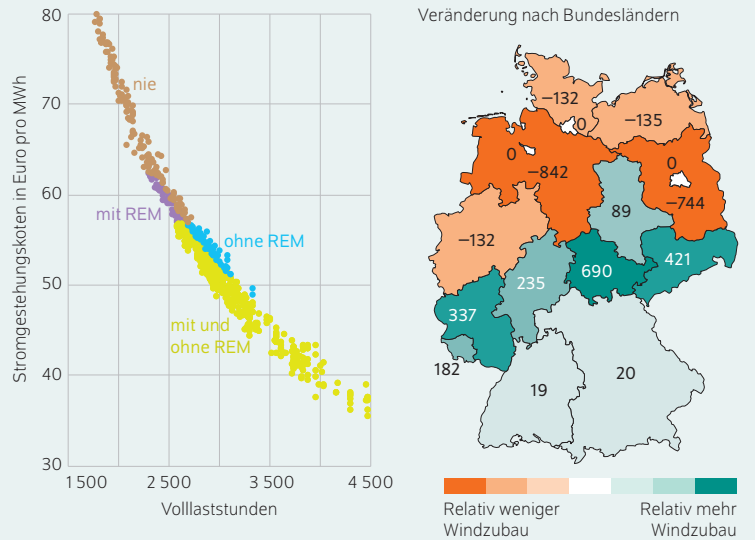 Stromgestehungskoten in Euro pro MWh
80
70
60
50
40
30
nie
mit REM
ohne REM
mit und
ohne REM
1 500
2 500
3 500
4 500
Volllaststunden
Veränderung nach Bundesländern
–132
0
–135
0
–842
0
–744
89
–132
235
690
421
337
182
19
20
Relativ weniger
Windzubau
Relativ mehr
Windzubau